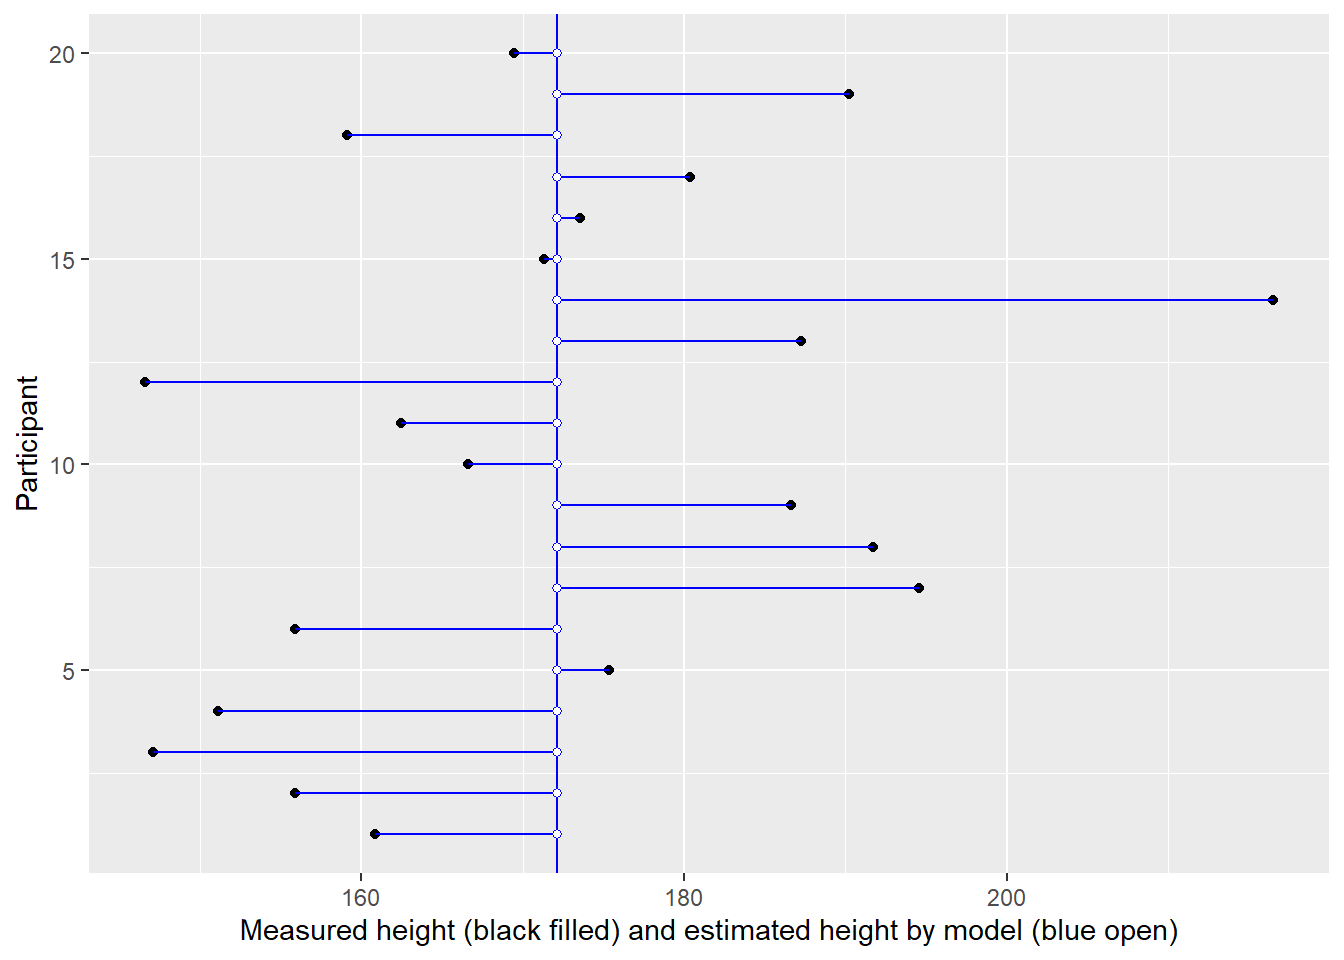 20
15
10
5
Participant
160 180 200
Measured height (black filled) and estimated height by model (blue open)